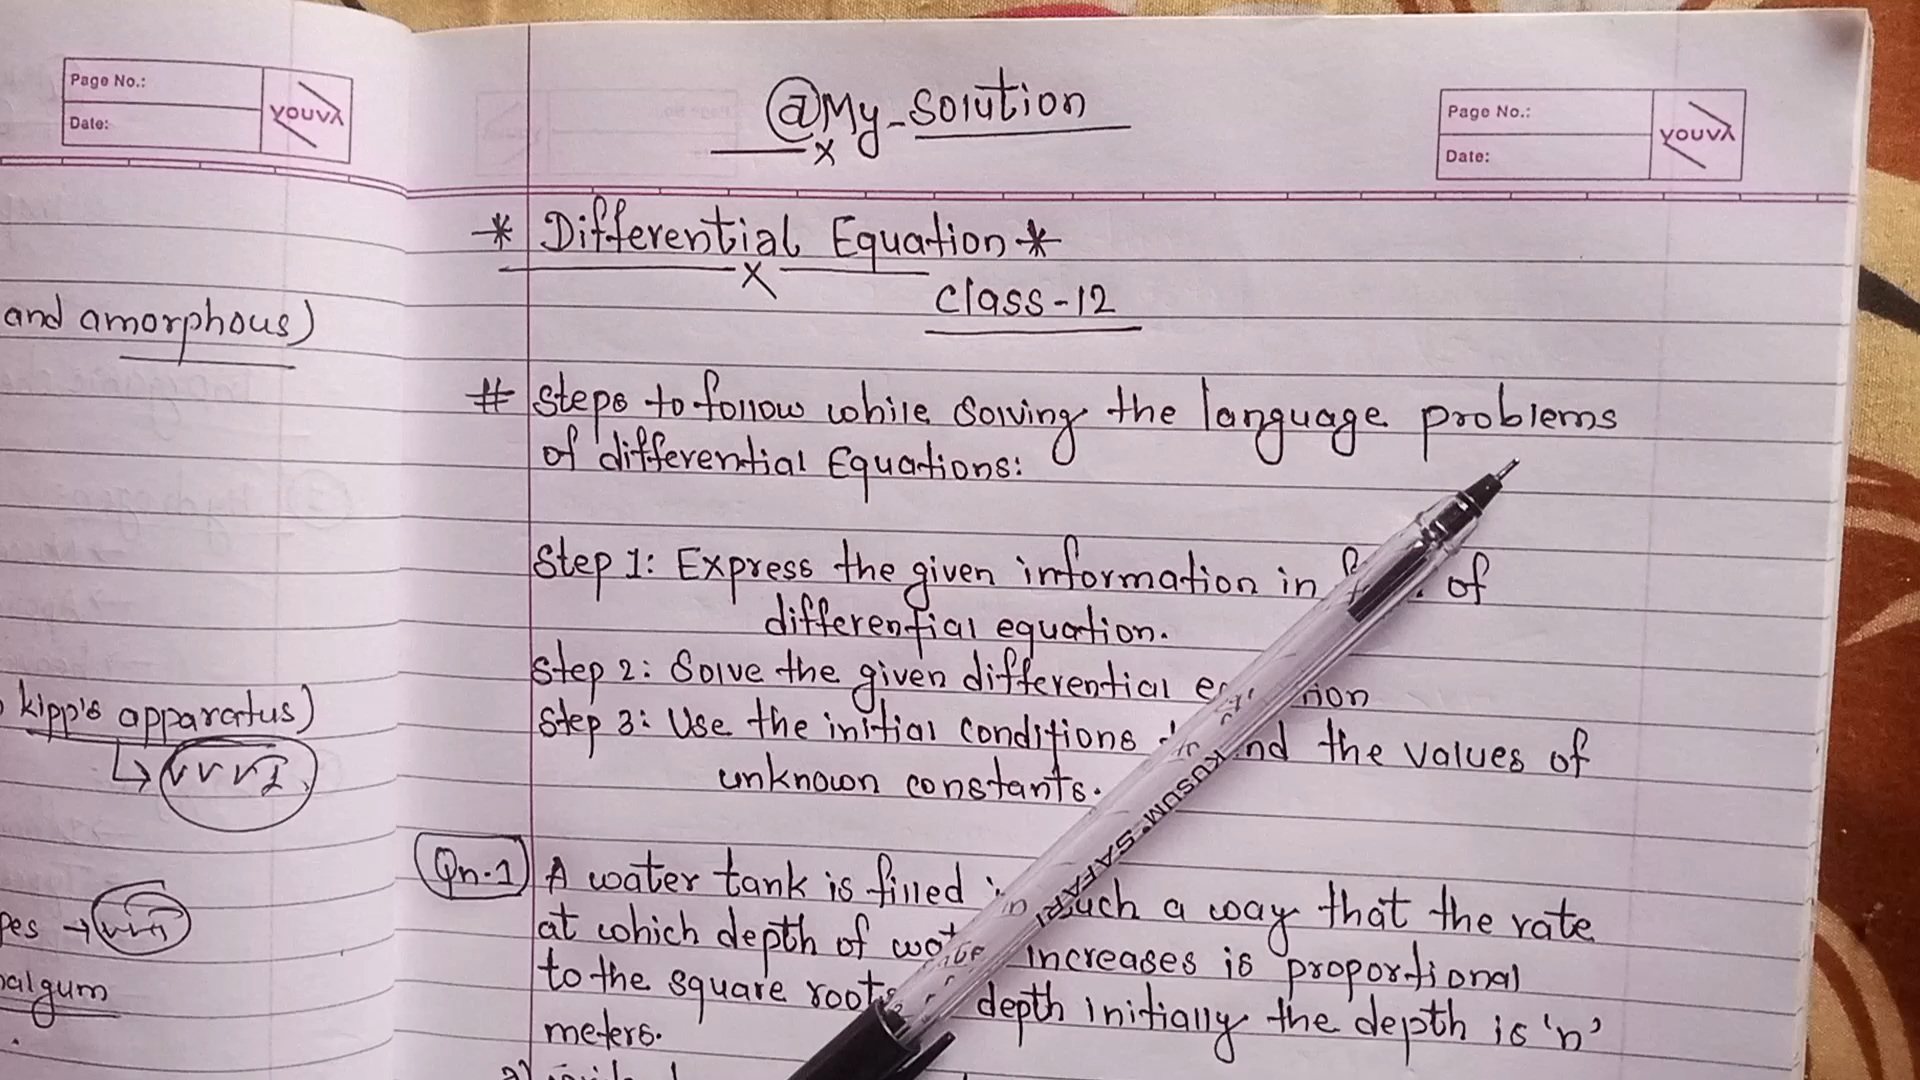 Page No.:
Date:
YOUVA
@My-Solution
x
Page No.:
Date:
YOUVA
* Differential Equation *
x
Class-12
and amorphous)
# Steps to follow while Solving the language problems
of differential Equations:
Step 1: Express the given information in of
differential equation.
Step 2: Solve the given differential
Step 3: Use the initial conditions the values of
unknown constants.
kipp's apparatus)
KUSUM SAFARI
Qn.1 A water tank is filled in such a way that the rate
at which depth of water increases is proportional
to the square root depth initially the depth is 'n'
meters.